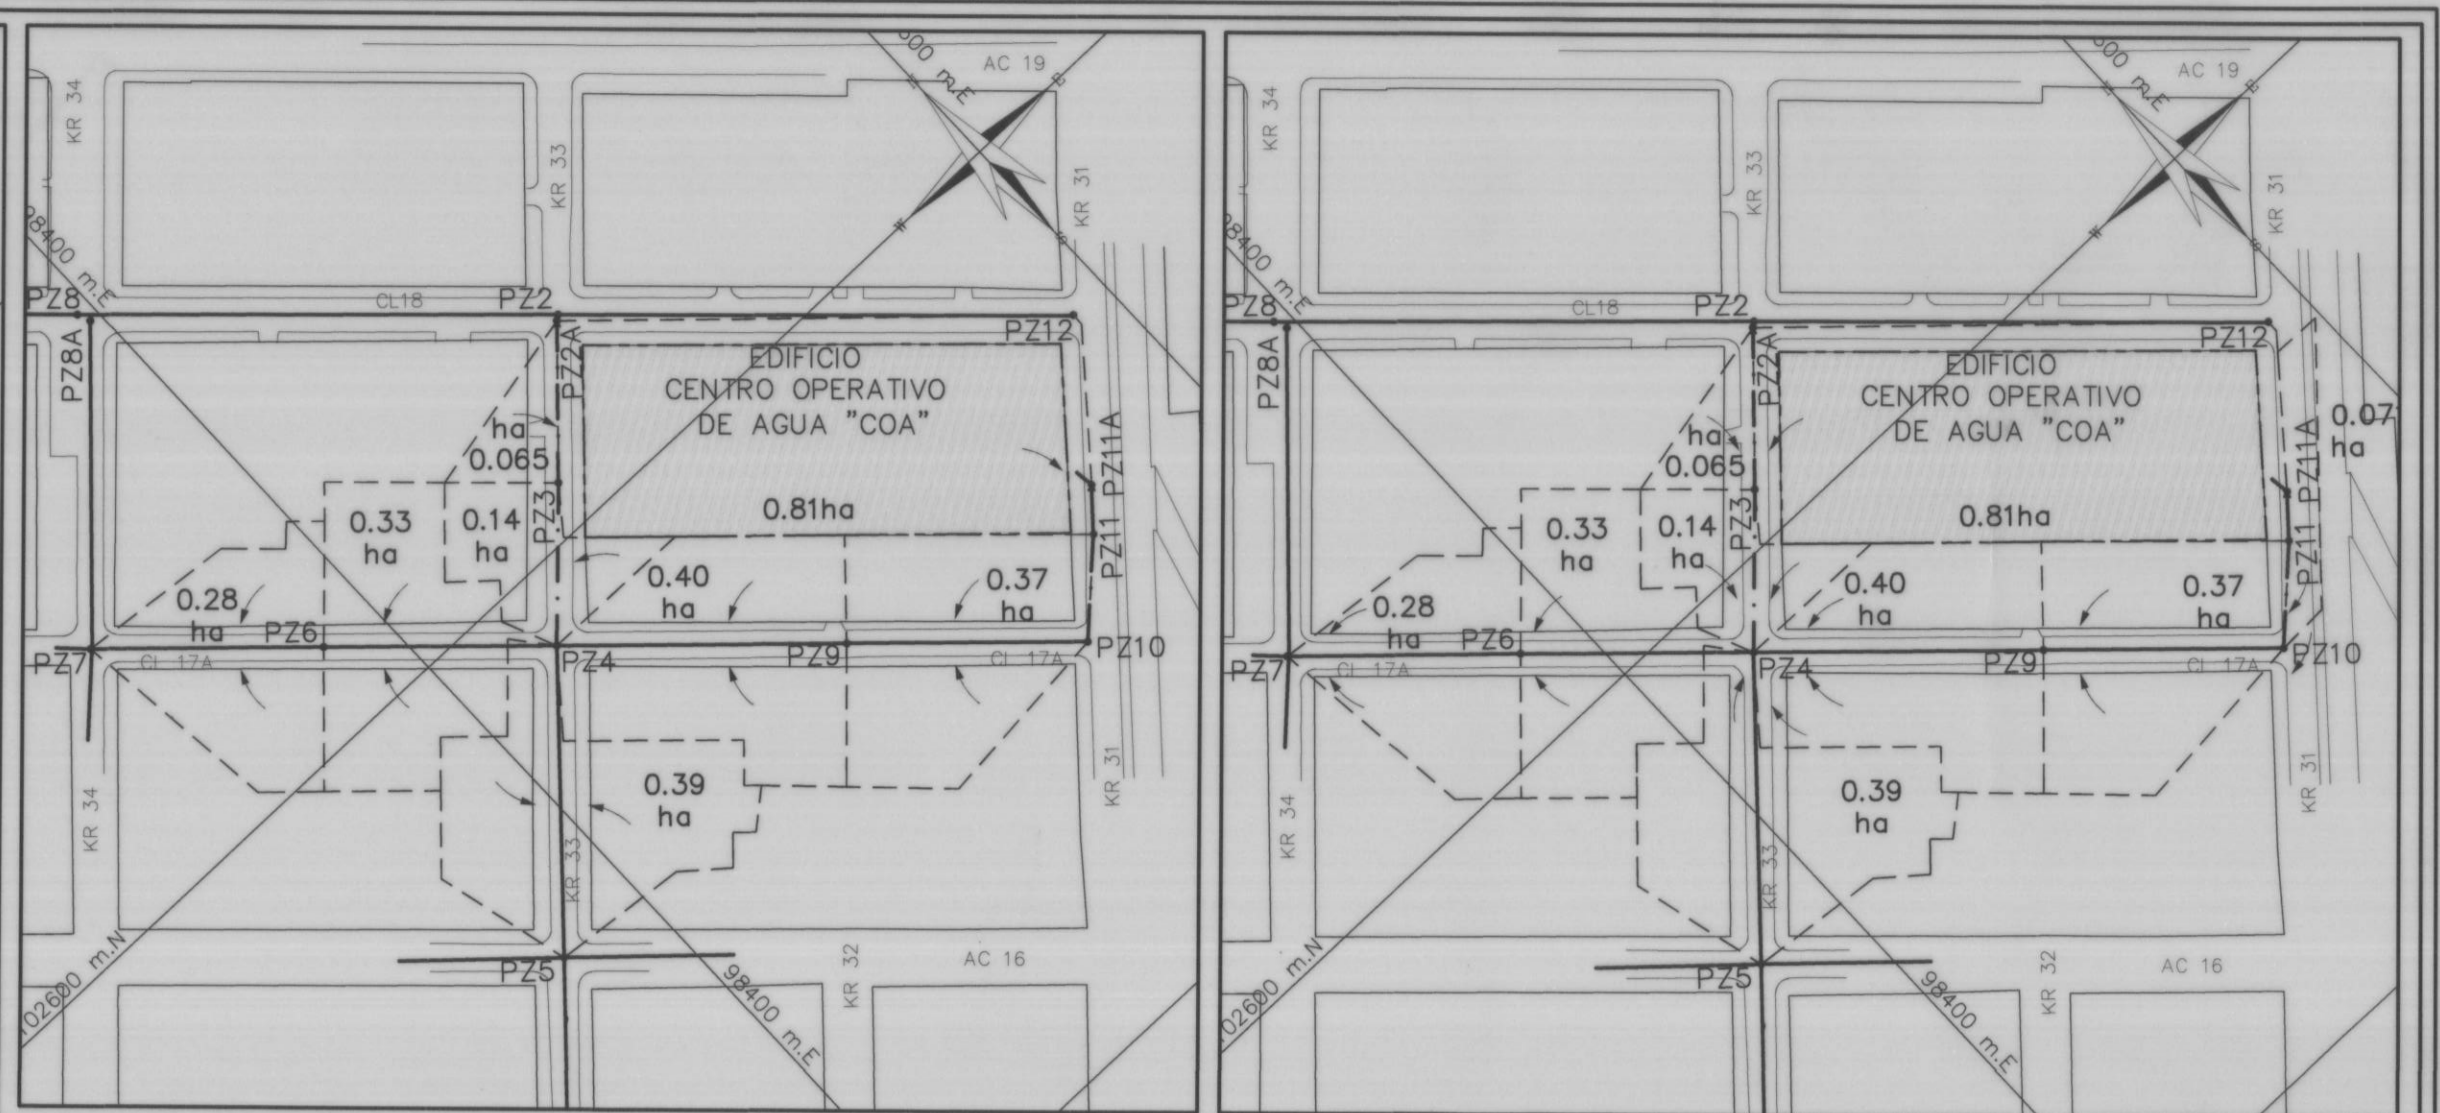 600 m.E
AC 19
KR 34
KR 33
KR 31
N
E
W
S
98400 m.E
PZ8
CL18
PZ2
PZ12
PZ8A
PZ2A
EDIFICIO
CENTRO OPERATIVO
DE AGUA "COA"
ha
0.065
PZ11A
0.81ha
0.33
ha
0.14
ha
PZ3
PZ11
0.28
ha
0.40
ha
0.37
ha
PZ6
PZ7
CL 17A
PZ4
PZ9
CL 17A
PZ10
KR 34
0.39
ha
KR 31
KR 33
102600 m.N
PZ5
98400 m.E
KR 32
AC 16
600 m.E
AC 19
KR 34
KR 33
KR 31
N
E
W
S
98400 m.E
PZ8
CL18
PZ2
PZ12
PZ8A
PZ2A
EDIFICIO
CENTRO OPERATIVO
DE AGUA "COA"
0.07
ha
ha
0.065
PZ11A
0.81ha
0.33
ha
0.14
ha
PZ3
PZ11
0.28
ha
0.40
ha
0.37
ha
PZ6
PZ7
CL 17A
PZ4
PZ9
CL 17A
PZ10
KR 34
0.39
ha
KR 31
KR 33
102600 m.N
PZ5
98400 m.E
KR 32
AC 16